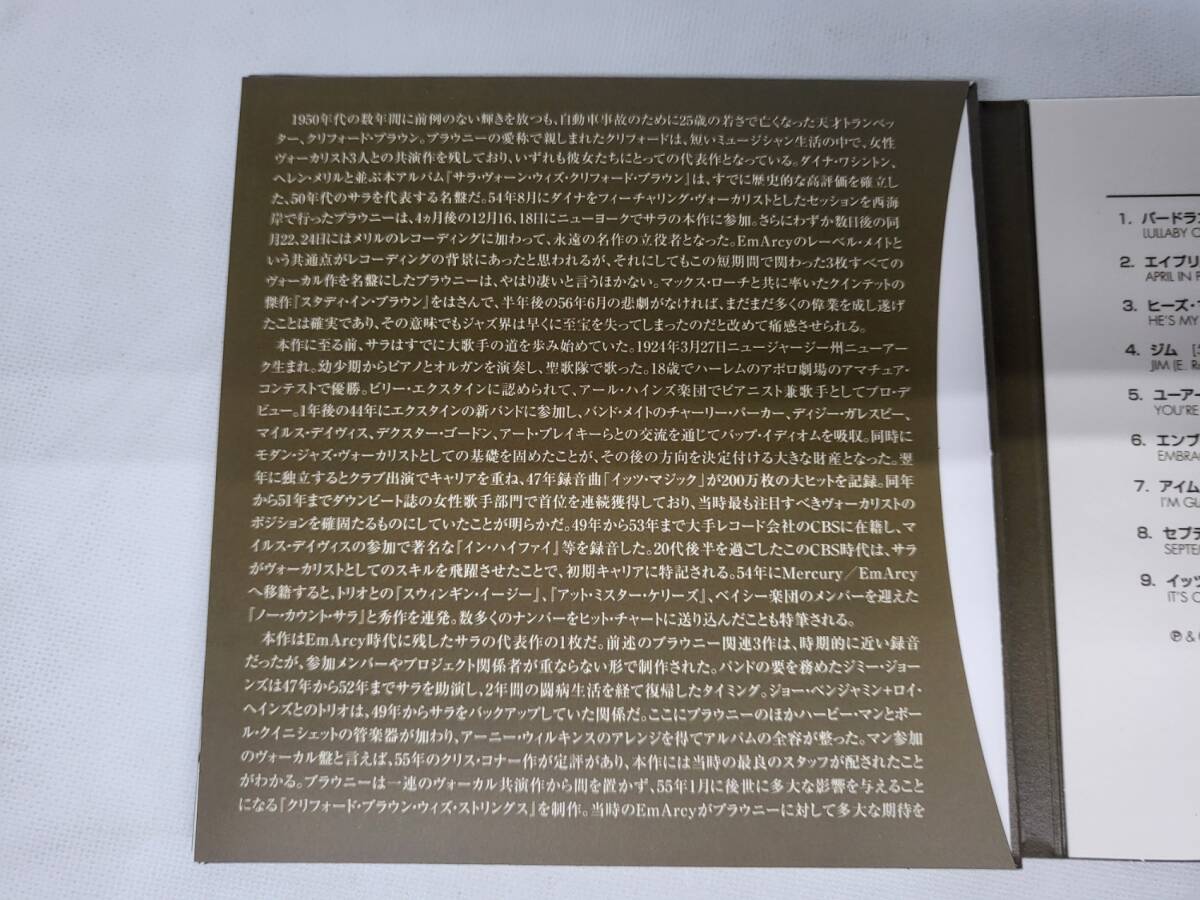 1950年代の数年間に前例のない輝きを放つも、自動車事故のために25歳の若さで亡くなった天才トランペッ
ター、クリフォード・ブラウン。ブラウニーの愛称で親しまれたクリフォードは、短いミュージシャン生活の中で、女性
ヴォーカリスト3人との共演作を残しており、いずれも彼女たちにとっての代表作となっている。ダイナ・ワシントン、
ヘレン・メリルと並ぶ本アルバム『サラ・ヴォーン・ウィズ・クリフォード・ブラウン』は、すでに歴史的な高評価を確立し
た、50年代のサラを代表する名盤だ。54年8月にダイナをフィーチャリング・ヴォーカリストとしたセッションを西海
岸で行ったブラウニーは、4ヵ月後の12月16、18日にニューヨークでサラの本作に参加。さらにわずか数日後の同
月22、24日にはメリルのレコーディングに加わって、永遠の名作の立役者となった。EmArcyのレーベル・メイトと
いう共通点がレコーディングの背景にあったと思われるが、それにしてもこの短期間で関わった3枚すべての
ヴォーカル作を名盤にしたブラウニーは、やはり凄いと言うほかない。マックス・ローチと共に率いたクインテットの
傑作『スタディ・イン・ブラウン』をはさんで、半年後の56年6月の悲劇がなければ、まだまだ多くの偉業を成し遂げ
たことは確実であり、その意味でもジャズ界は早くに至宝を失ってしまったのだと改めて痛感させられる。
本作に至る前、サラはすでに大歌手の道を歩み始めていた。1924年3月27日ニュージャージー州ニューアー
ク生まれ。幼少期からピアノとオルガンを演奏し、聖歌隊で歌った。18歳でハーレムのアポロ劇場のアマチュア・
コンテストで優勝。ビリー・エクスタインに認められて、アール・ハインズ楽団でピアニスト兼歌手としてプロ・デ
ビュー。1年後の44年にエクスタインの新バンドに参加し、バンド・メイトのチャーリー・パーカー、ディジー・ガレスピー、
マイルス・デイヴィス、デクスター・ゴードン、アート・ブレイキーらとの交流を通じてバップ・イディオムを吸収。同時に
モダン・ジャズ・ヴォーカリストとしての基礎を固めたことが、その後の方向を決定付ける大きな財産となった。翌
年に独立するとクラブ出演でキャリアを重ね、47年録音曲「イッツ・マジック」が200万枚の大ヒットを記録。同年
から51年までダウンビート誌の女性歌手部門で首位を連続獲得しており、当時最も注目すべきヴォーカリストの
ポジションを確固たるものにしていたことが明らかだ。49年から53年まで大手レコード会社のCBSに在籍し、マ
イルス・デイヴィスの参加で著名な『イン・ハイファイ』等を録音した。20代後半を過ごしたこのCBS時代は、サラ
がヴォーカリストとしてのスキルを飛躍させたことで、初期キャリアに特記される。54年にMercury／EmArcy
へ移籍すると、トリオとの『スウィンギン・イージー』、『アット・ミスター・ケリーズ』、ベイシー楽団のメンバーを迎えた
『ノー・カウント・サラ』と秀作を連発。数多くのナンバーをヒット・チャートに送り込んだことも特筆される。
本作はEmArcy時代に残したサラの代表作の1枚だ。前述のブラウニー関連3作は、時期的に近い録音
だったが、参加メンバーやプロジェクト関係者が重ならない形で制作された。バンドの要を務めたジミー・ジョー
ンズは47年から52年までサラを助演し、2年間の闘病生活を経て復帰したタイミング。ジョー・ベンジャミン+ロイ・
ヘインズとのトリオは、49年からサラをバックアップしていた関係だ。ここにブラウニーのほかハービー・マンとポー
ル・クイニシェットの管楽器が加わり、アーニー・ウィルキンスのアレンジを得てアルバムの全容が整った。マン参加
のヴォーカル盤と言えば、55年のクリス・コナー作が定評があり、本作には当時の最良のスタッフが配されたこと
がわかる。ブラウニーは一連のヴォーカル共演作から間を置かず、55年1月に後世に多大な影響を与えること
になる『クリフォード・ブラウン・ウィズ・ストリングス』を制作。当時のEmArcyがブラウニーに対して多大な期待を
1. バードラ
LULLABY O
2. エイプリ
APRIL IN
3. ヒーズ・
HE'S MY
4. ジム
JIM [E. R
5. ユーアー
YOU'RE
6. エンブ
EMBRAC
7. アイム
I'M GL
8. セプテ
SEPTE
9. イッツ
IT'S C
℗ &